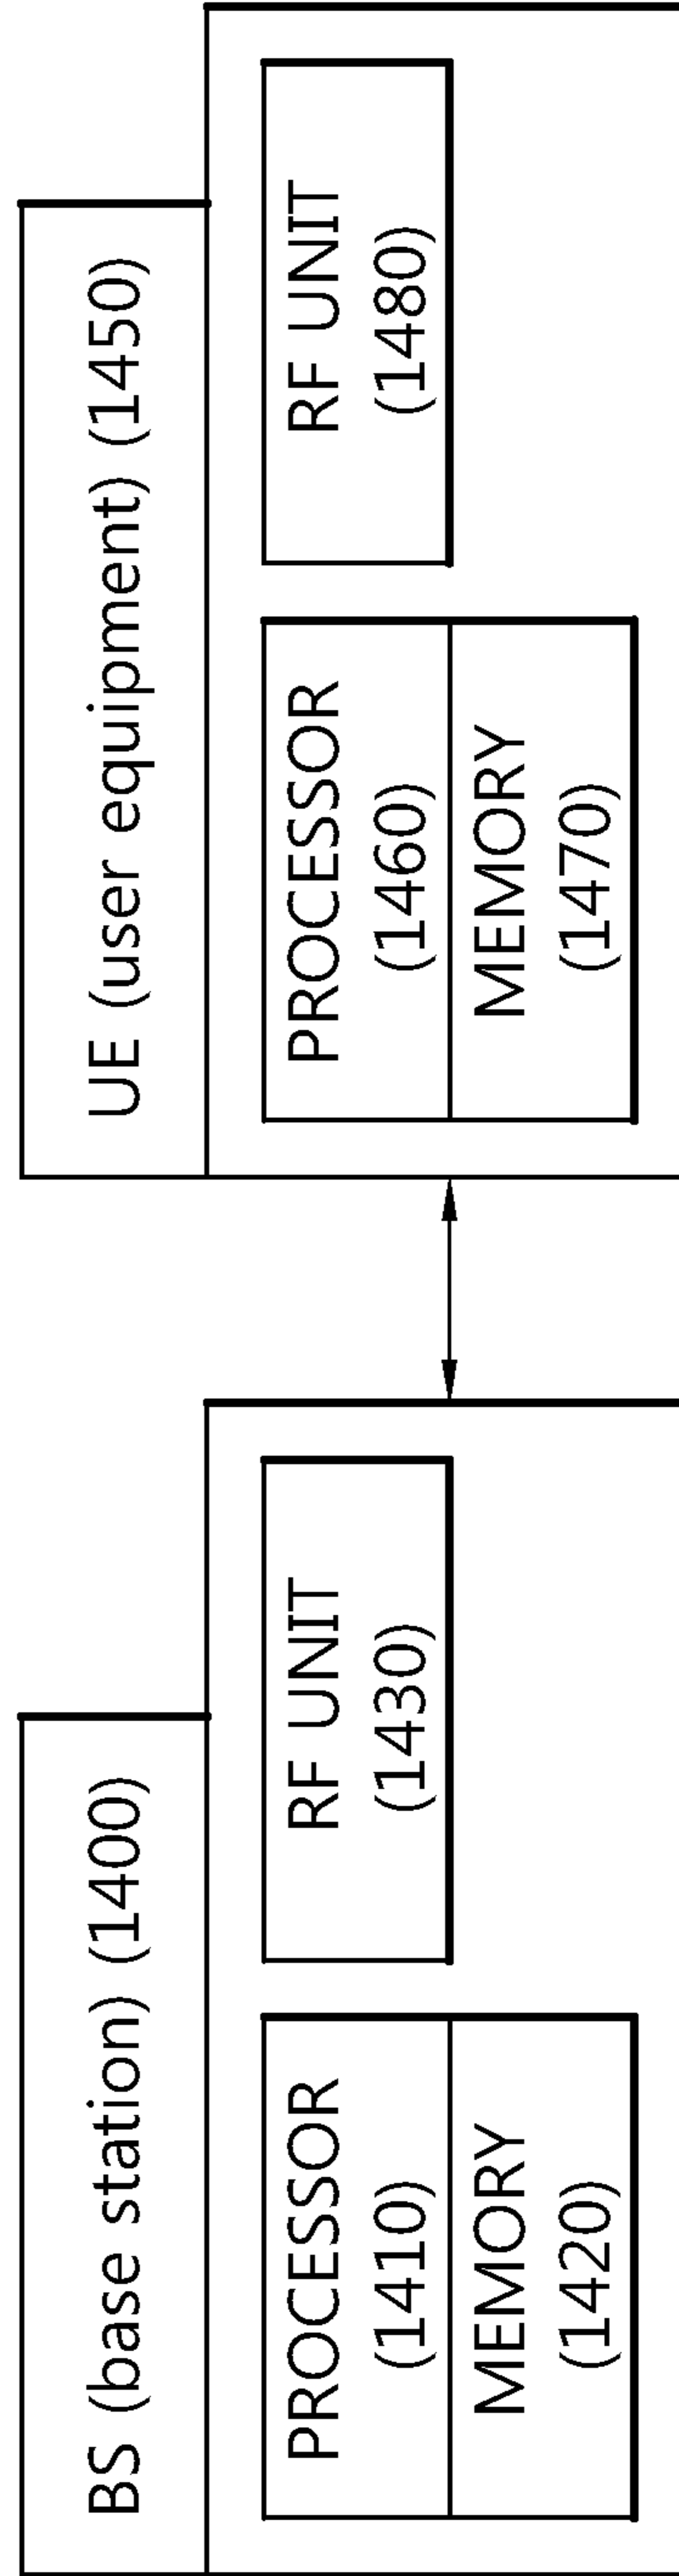 BS (base station) (1400)
PROCESSOR
(1410)
MEMORY
(1420)
RF UNIT
(1430)
UE (user equipment) (1450)
PROCESSOR
(1460)
MEMORY
(1470)
RF UNIT
(1480)